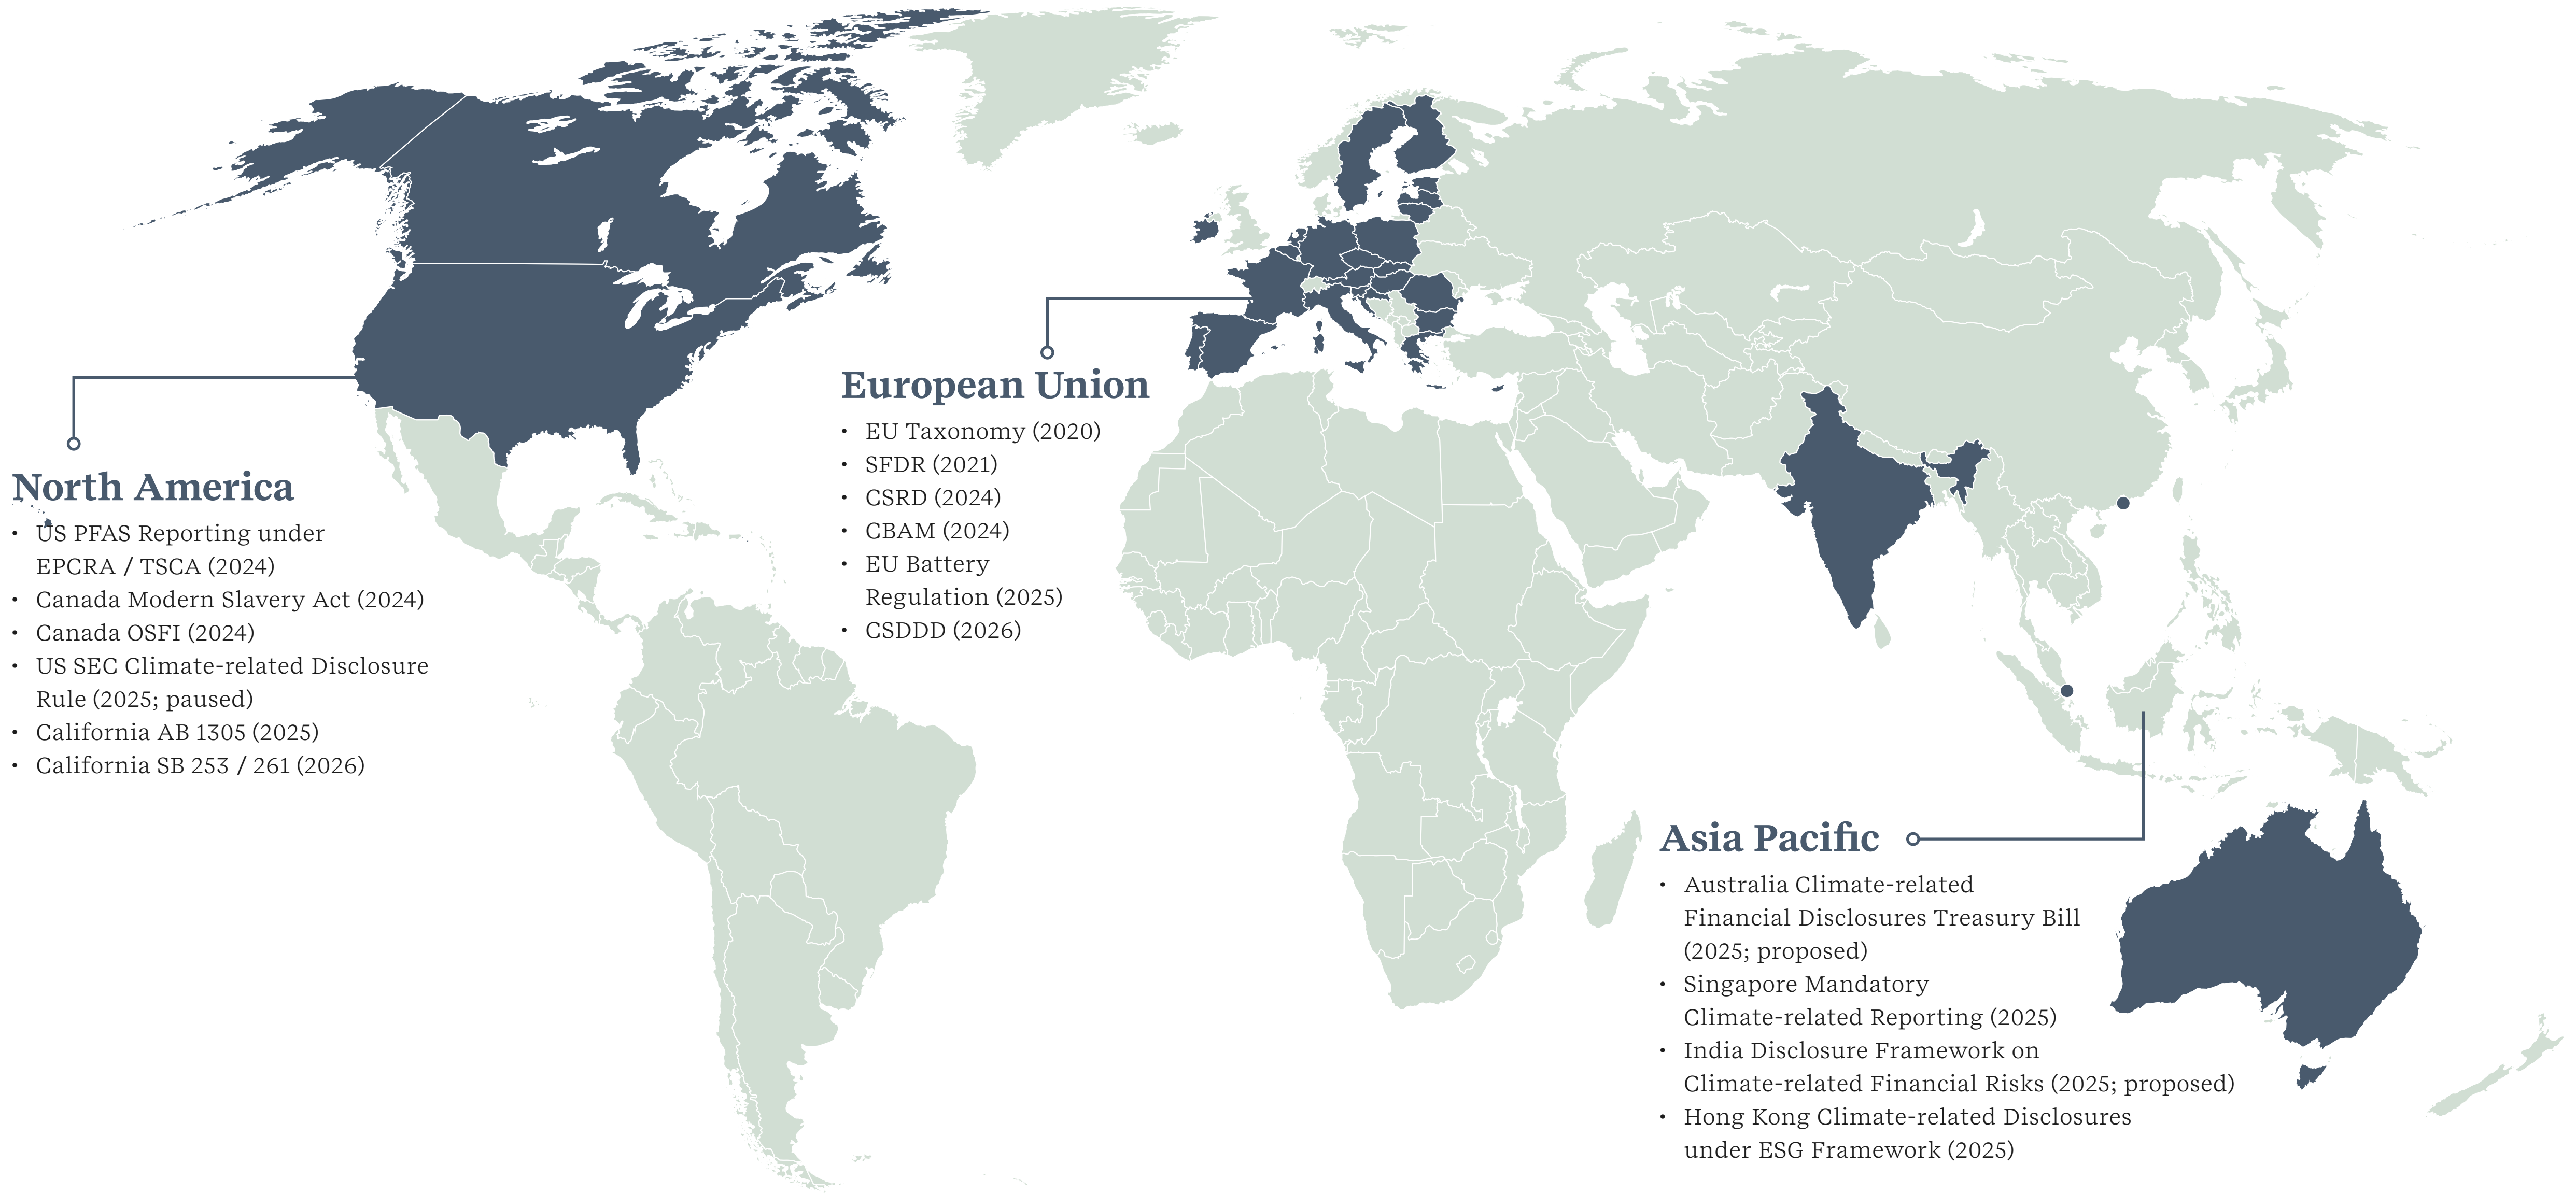 North America
• US PFAS Reporting under
EPCRA / TSCA (2024)
• Canada Modern Slavery Act (2024)
• Canada OSFI (2024)
• US SEC Climate-related Disclosure
Rule (2025; paused)
• California AB 1305 (2025)
• California SB 253 / 261 (2026)
European Union
• EU Taxonomy (2020)
• SFDR (2021)
• CSRD (2024)
• CBAM (2024)
• EU Battery
Regulation (2025)
• CSDDD (2026)
Asia Pacific
• Australia Climate-related
Financial Disclosures Treasury Bill
(2025; proposed)
• Singapore Mandatory
Climate-related Reporting (2025)
• India Disclosure Framework on
Climate-related Financial Risks (2025; proposed)
• Hong Kong Climate-related Disclosures
under ESG Framework (2025)